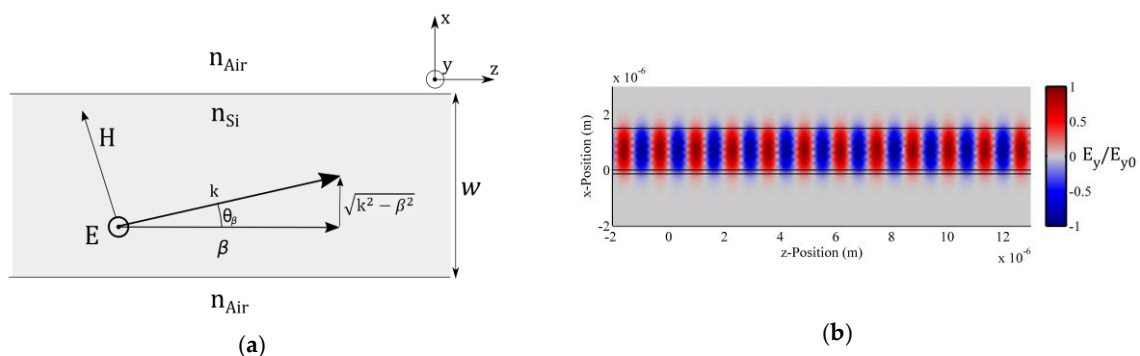 x
n_Air
y
z
n_Si
H
k
√k² − β²
w
θ_β
E
β
n_Air
(a)
x 10⁻⁶
2
0
-2
x-Position (m)
-2 0 2 4 6 8 10 12
z-Position (m)
x 10⁻⁶
1
0.5
0
-0.5
-1
E_y/E_y0
(b)